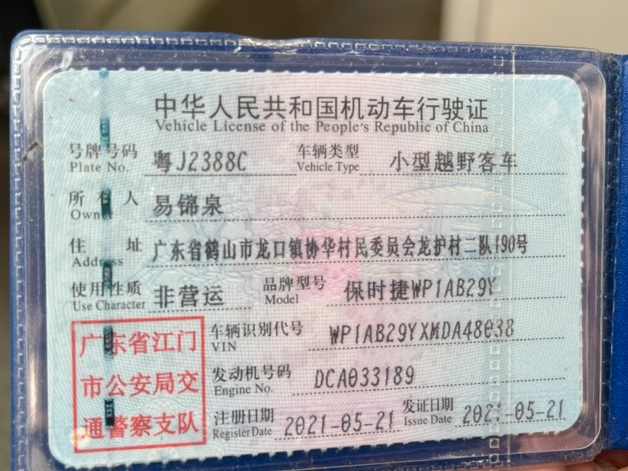 中华人民共和国机动车行驶证
Vehicle License of the People's Republic of China
号牌号码 粤J2388C 车辆类型 小型越野客车
Plate No. Vehicle Type
所有人 易锦泉
Owner
住址 广东省鹤山市龙口镇协华村民委员会龙护村二队190号
Address
使用性质 非营运 品牌型号 保时捷WP1AB29Y
Use Character Model
车辆识别代号 WP1AB29YXMDA48038
VIN
发动机号码 DCA033189
Engine No.
注册日期 2021-05-21 发证日期 2021-05-21
Register Date Issue Date
广东省江门
市公安局交
通警察支队